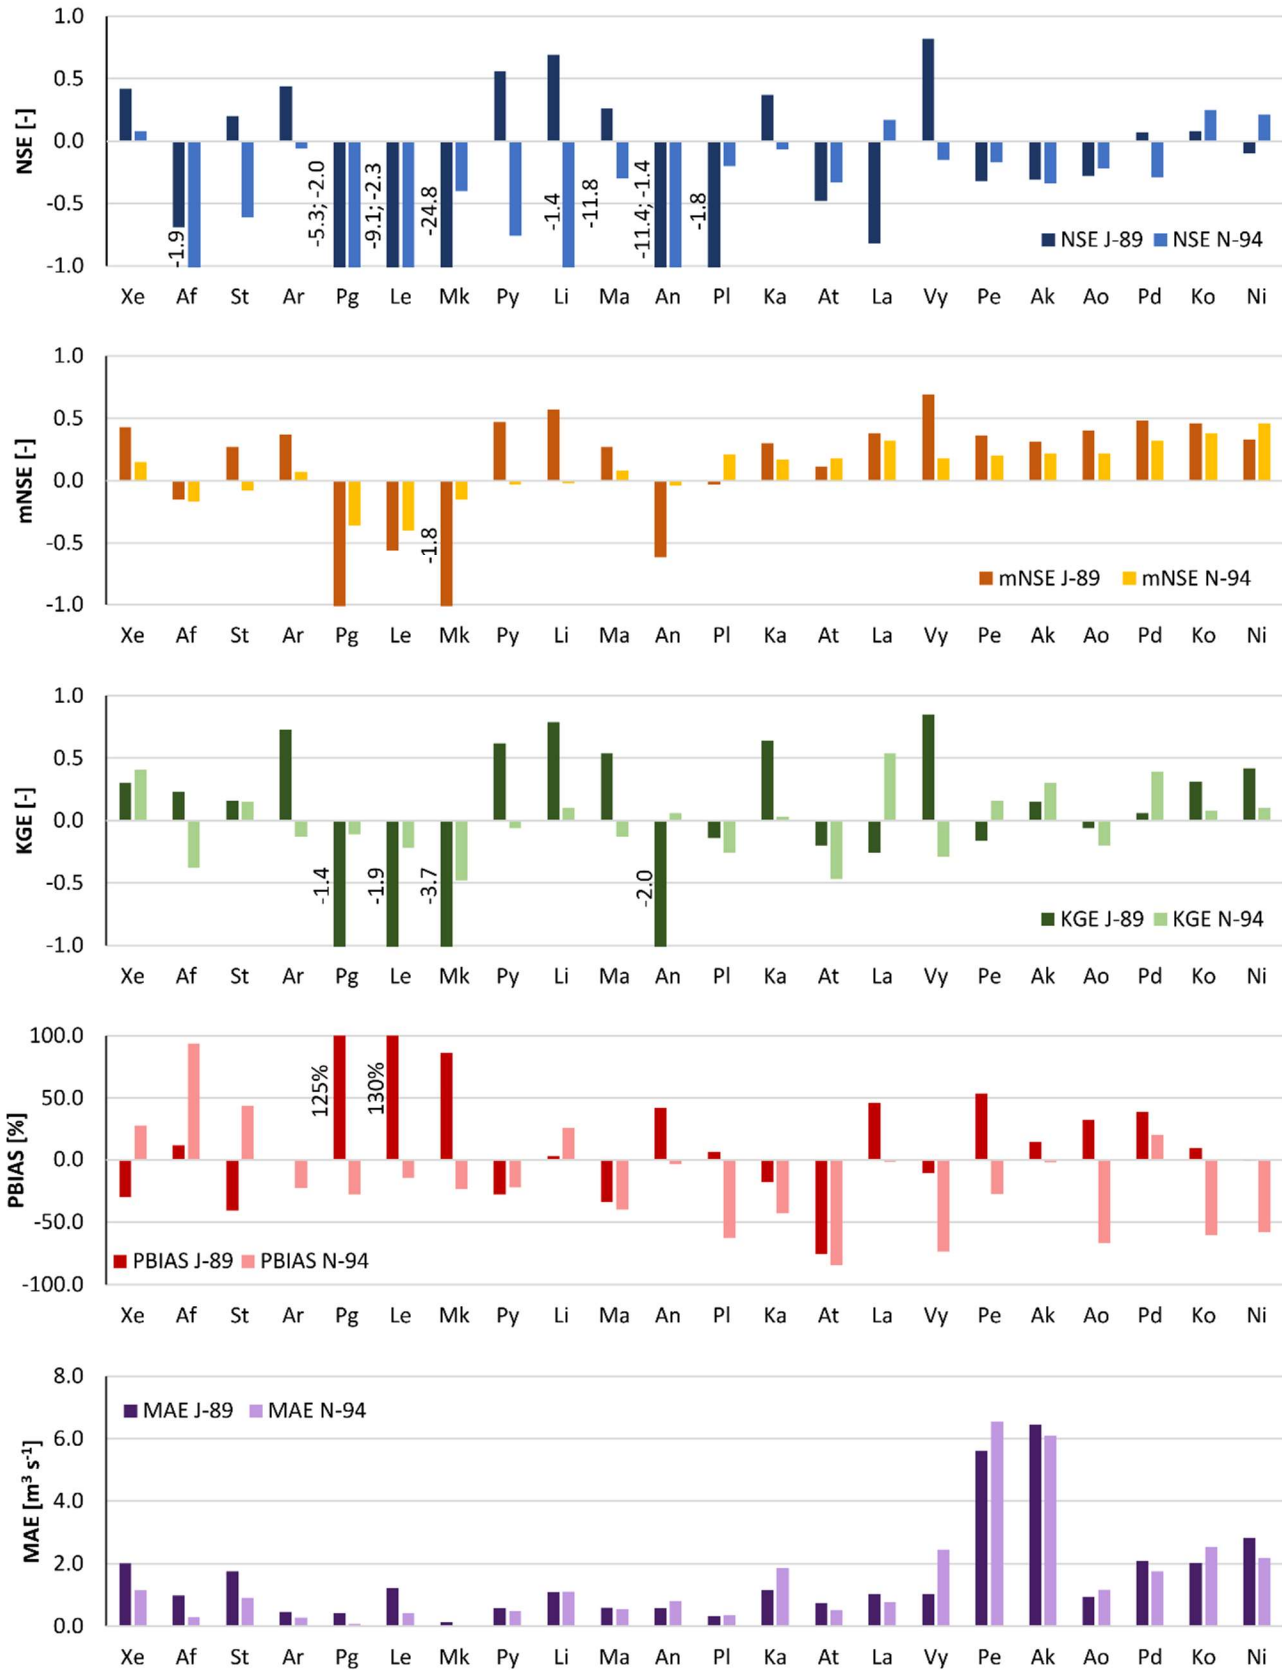 1.0
0.5
0.0
-0.5
-1.0
NSE [-]
-1.9
-5.3; -2.0
-9.1; -2.3
-24.8
-1.4
-11.8
-11.4; -1.4
-1.8
NSE J-89 NSE N-94
Xe Af St Ar Pg Le Mk Py Li Ma An Pl Ka At La Vy Pe Ak Ao Pd Ko Ni
1.0
0.5
0.0
-0.5
-1.0
mNSE [-]
-1.8
mNSE J-89 mNSE N-94
Xe Af St Ar Pg Le Mk Py Li Ma An Pl Ka At La Vy Pe Ak Ao Pd Ko Ni
1.0
0.5
0.0
-0.5
-1.0
KGE [-]
-1.4
-1.9
-3.7
-2.0
KGE J-89 KGE N-94
Xe Af St Ar Pg Le Mk Py Li Ma An Pl Ka At La Vy Pe Ak Ao Pd Ko Ni
100.0
50.0
0.0
-50.0
-100.0
PBIAS [%]
125%
130%
PBIAS J-89 PBIAS N-94
Xe Af St Ar Pg Le Mk Py Li Ma An Pl Ka At La Vy Pe Ak Ao Pd Ko Ni
8.0
6.0
4.0
2.0
0.0
MAE [m³ s⁻¹]
MAE J-89 MAE N-94
Xe Af St Ar Pg Le Mk Py Li Ma An Pl Ka At La Vy Pe Ak Ao Pd Ko Ni